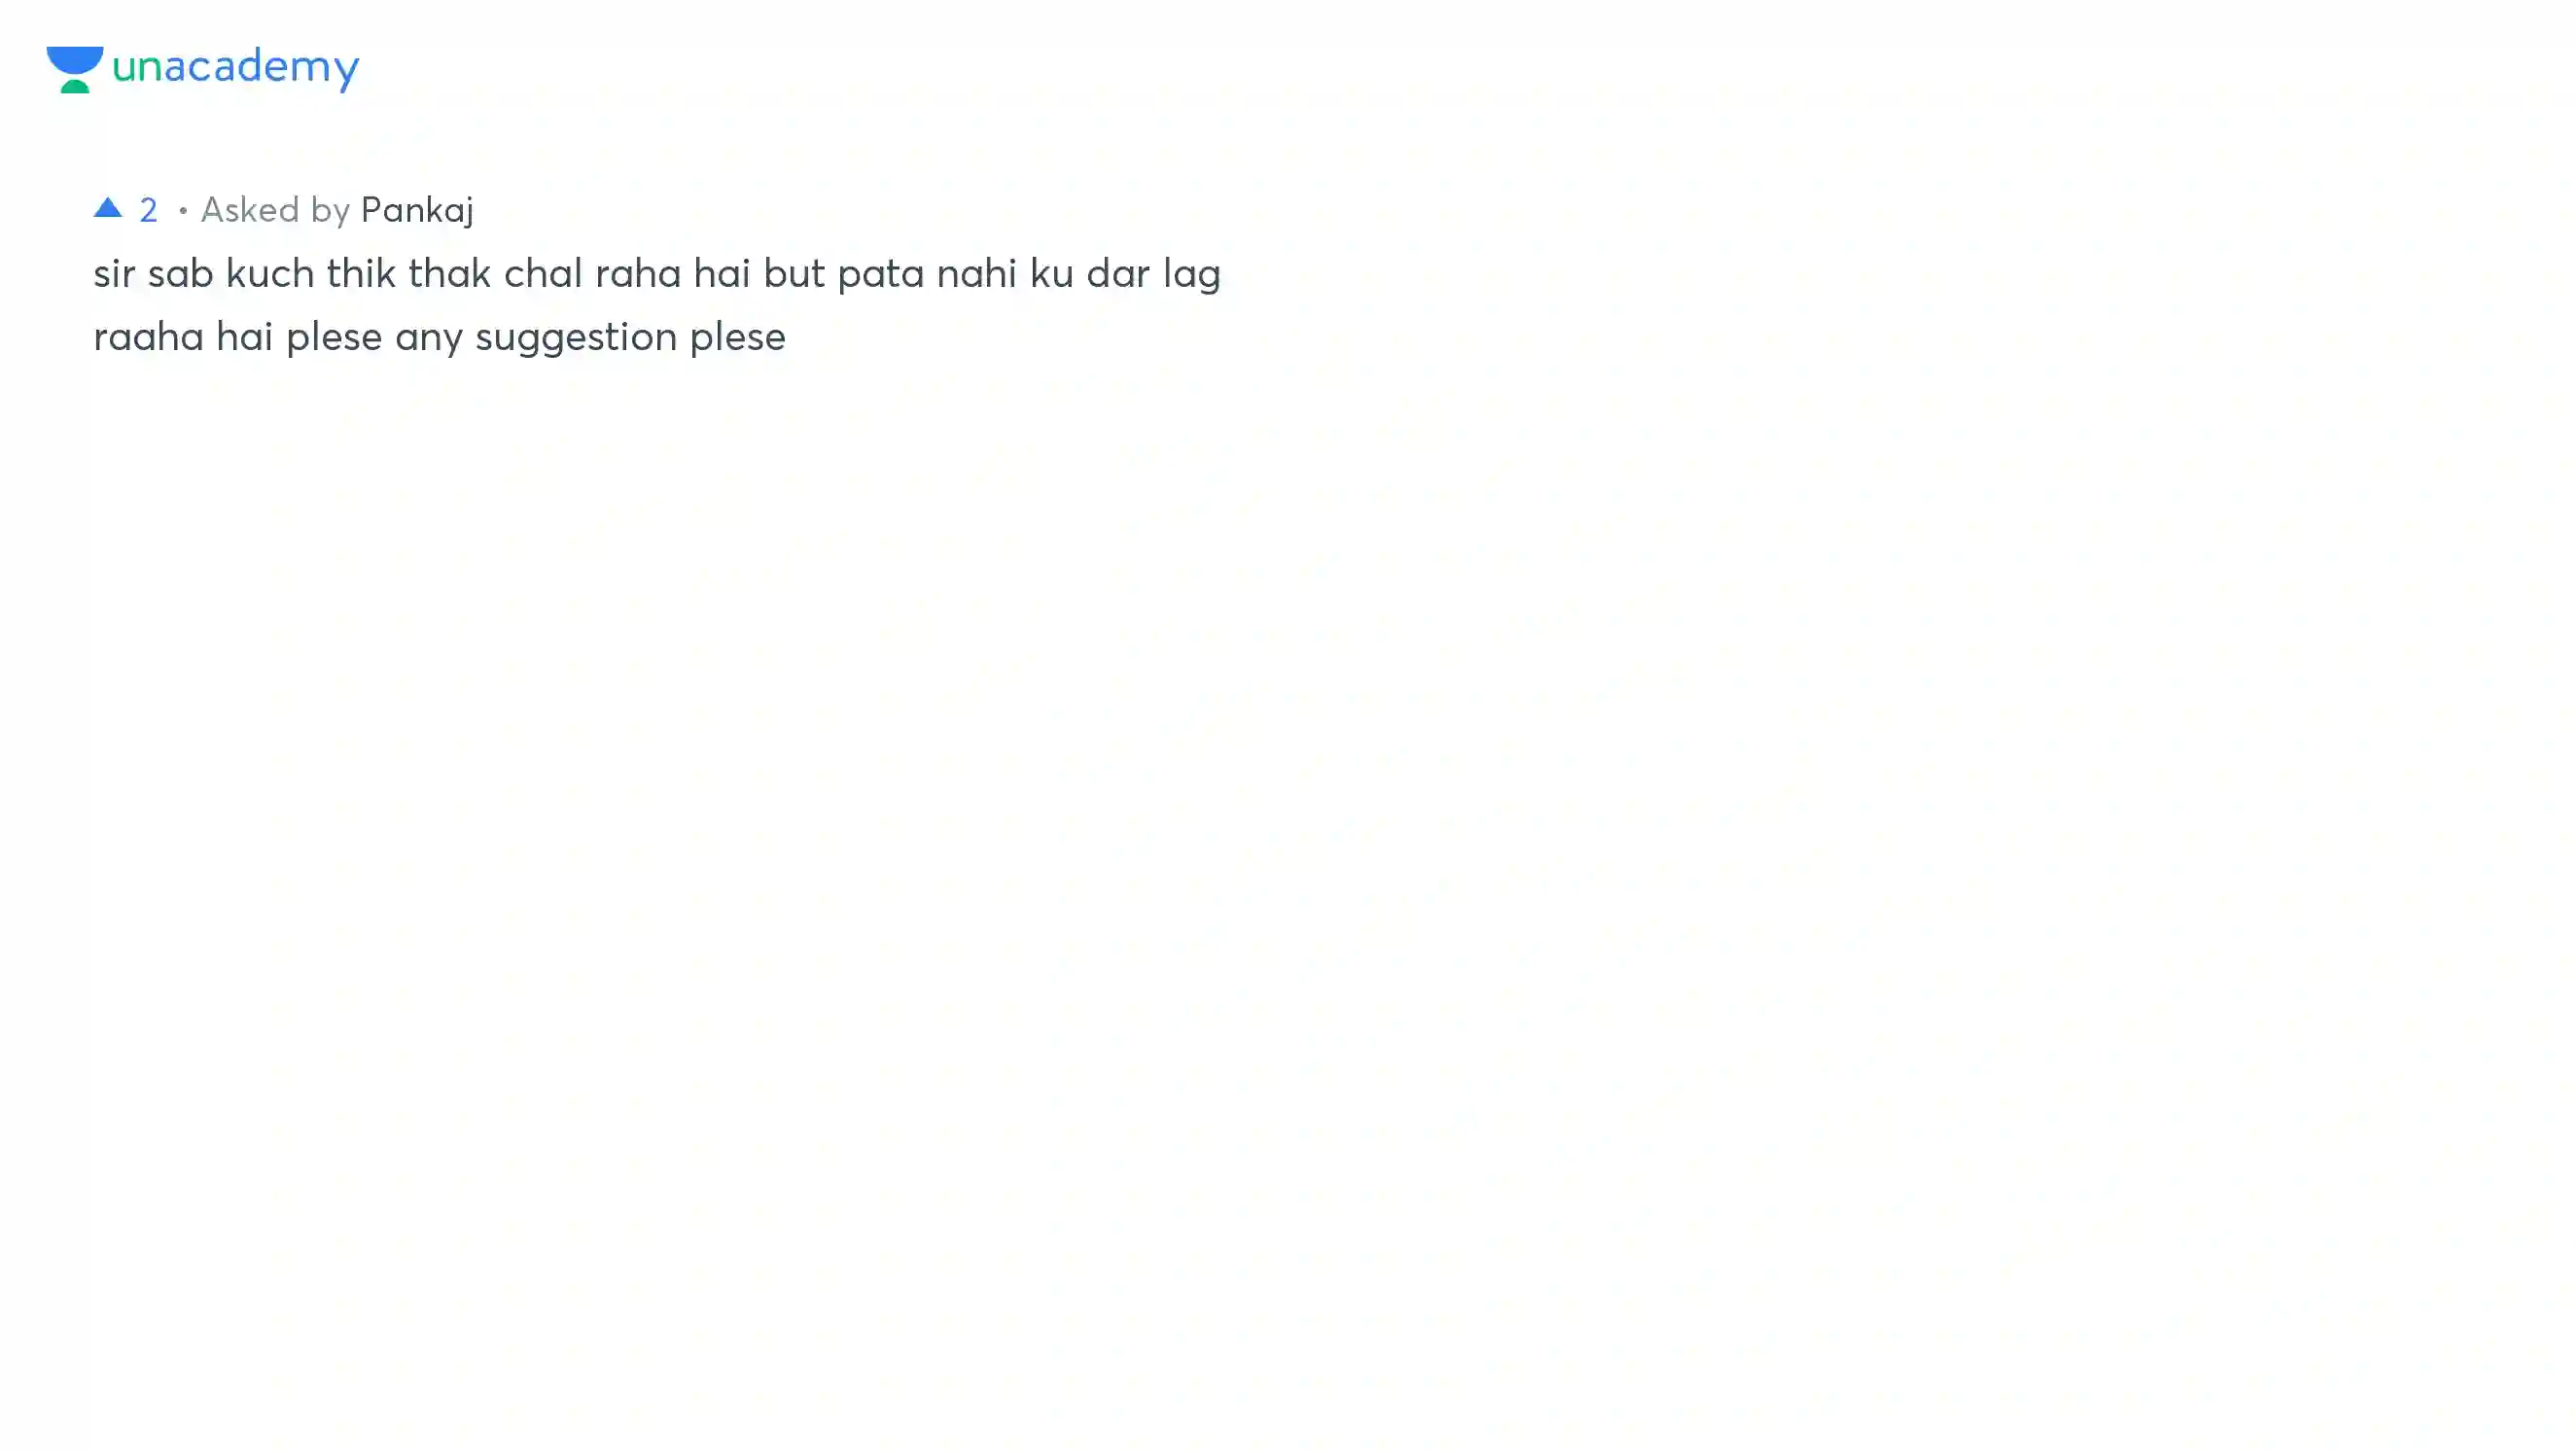 unacademy
▲ 2 • Asked by Pankaj
sir sab kuch thik thak chal raha hai but pata nahi ku dar lag
raaha hai plese any suggestion plese